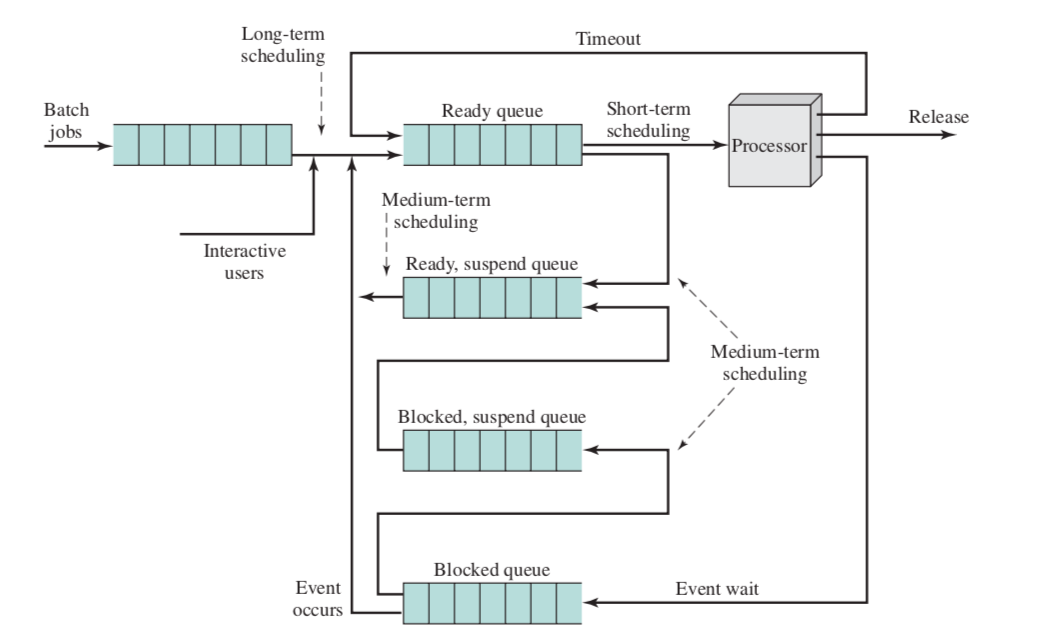 Long-term
scheduling
Timeout
Batch
jobs
Ready queue
Short-term
scheduling
Processor
Release
Medium-term
scheduling
Interactive
users
Ready, suspend queue
Medium-term
scheduling
Blocked, suspend queue
Blocked queue
Event
occurs
Event wait